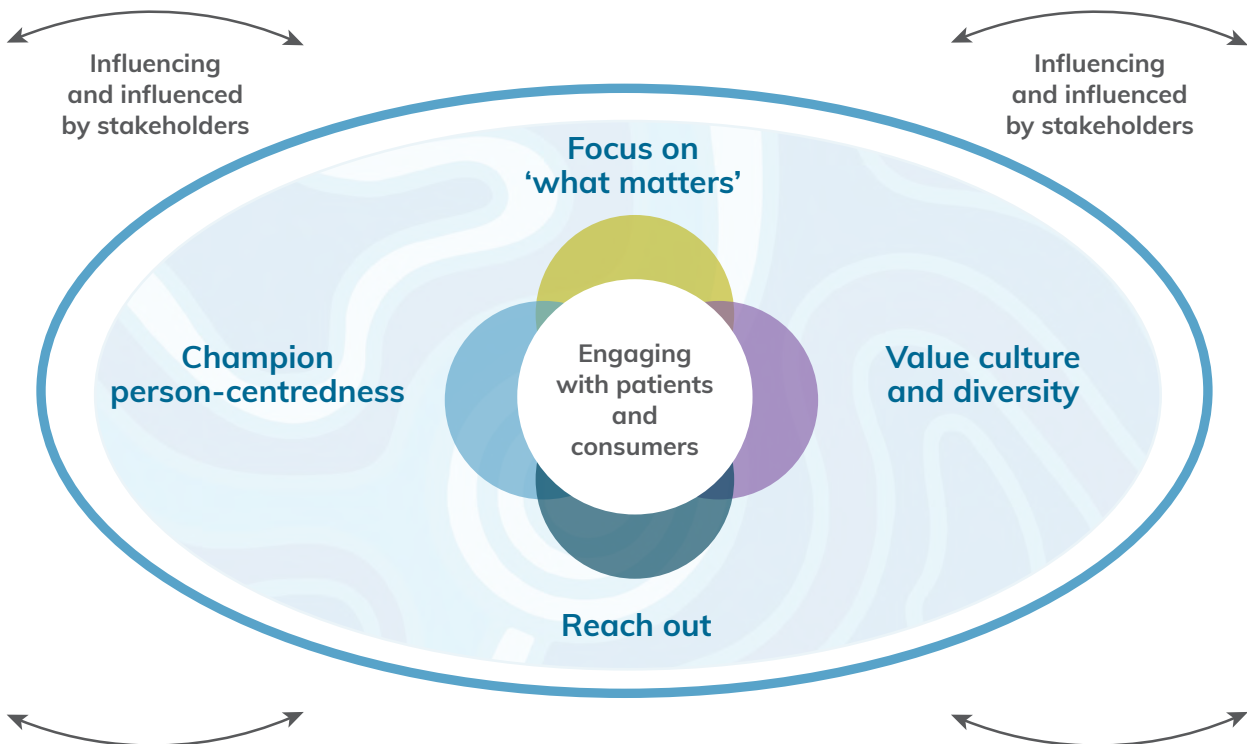 Influencing
and influenced
by stakeholders
Influencing
and influenced
by stakeholders
Focus on
‘what matters’
Champion
person-centredness
Engaging
with patients
and
consumers
Value culture
and diversity
Reach out